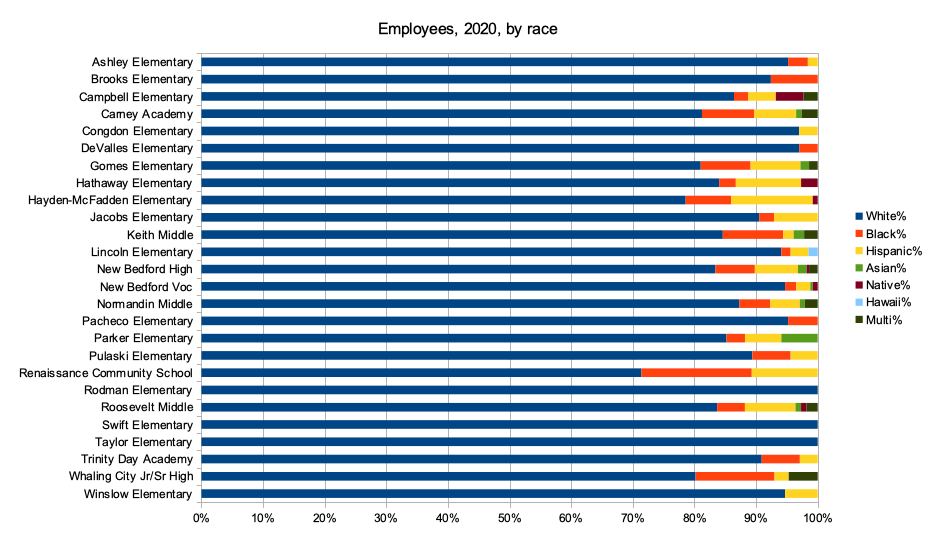 Employees, 2020, by race
Ashley Elementary
Brooks Elementary
Campbell Elementary
Carney Academy
Congdon Elementary
DeValles Elementary
Gomes Elementary
Hathaway Elementary
Hayden-McFadden Elementary
Jacobs Elementary
Keith Middle
Lincoln Elementary
New Bedford High
New Bedford Voc
Normandin Middle
Pacheco Elementary
Parker Elementary
Pulaski Elementary
Renaissance Community School
Rodman Elementary
Roosevelt Middle
Swift Elementary
Taylor Elementary
Trinity Day Academy
Whaling City Jr/Sr High
Winslow Elementary
0% 10% 20% 30% 40% 50% 60% 70% 80% 90% 100%
White%
Black%
Hispanic%
Asian%
Native%
Hawaii%
Multi%